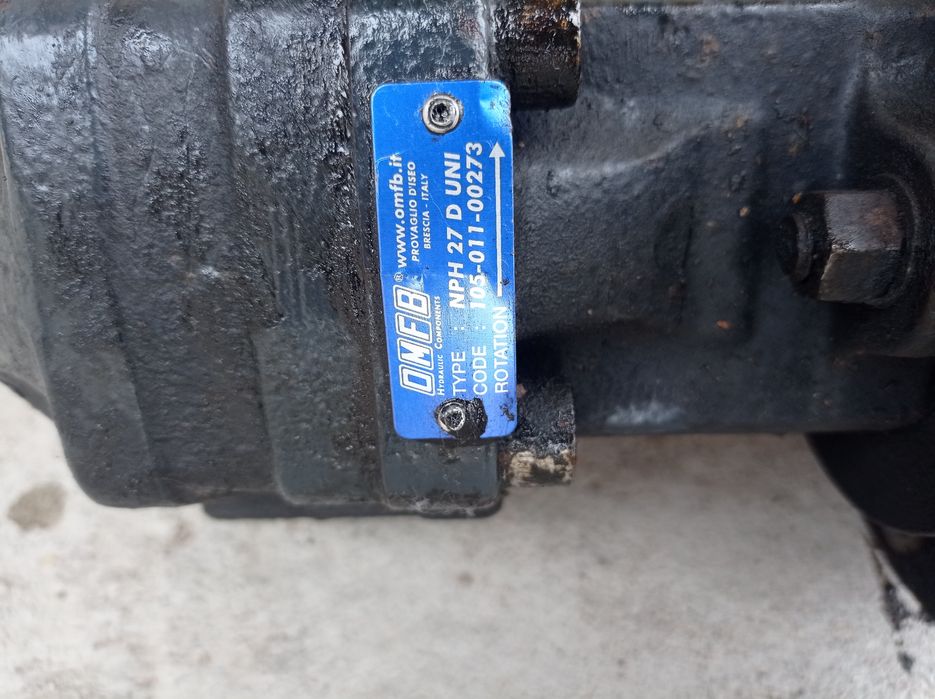 OMFB®
HYDRAULIC COMPONENTS
www.omfb.it
PROVAGLIO D'ISEO
BRESCIA - ITALY
TYPE : NPH 27 D UNI
CODE : 105-011-00273
ROTATION